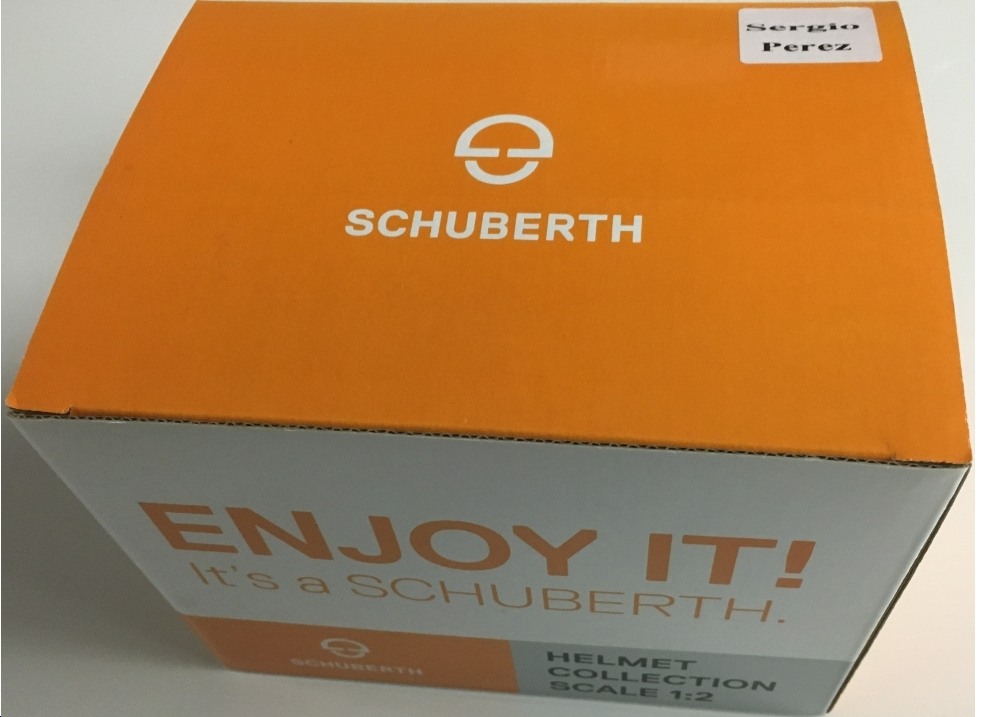 Sergio
Perez
SCHUBERTH
ENJOY IT!
It's a SCHUBERTH.
SCHUBERTH
HELMET
COLLECTION
SCALE 1:2